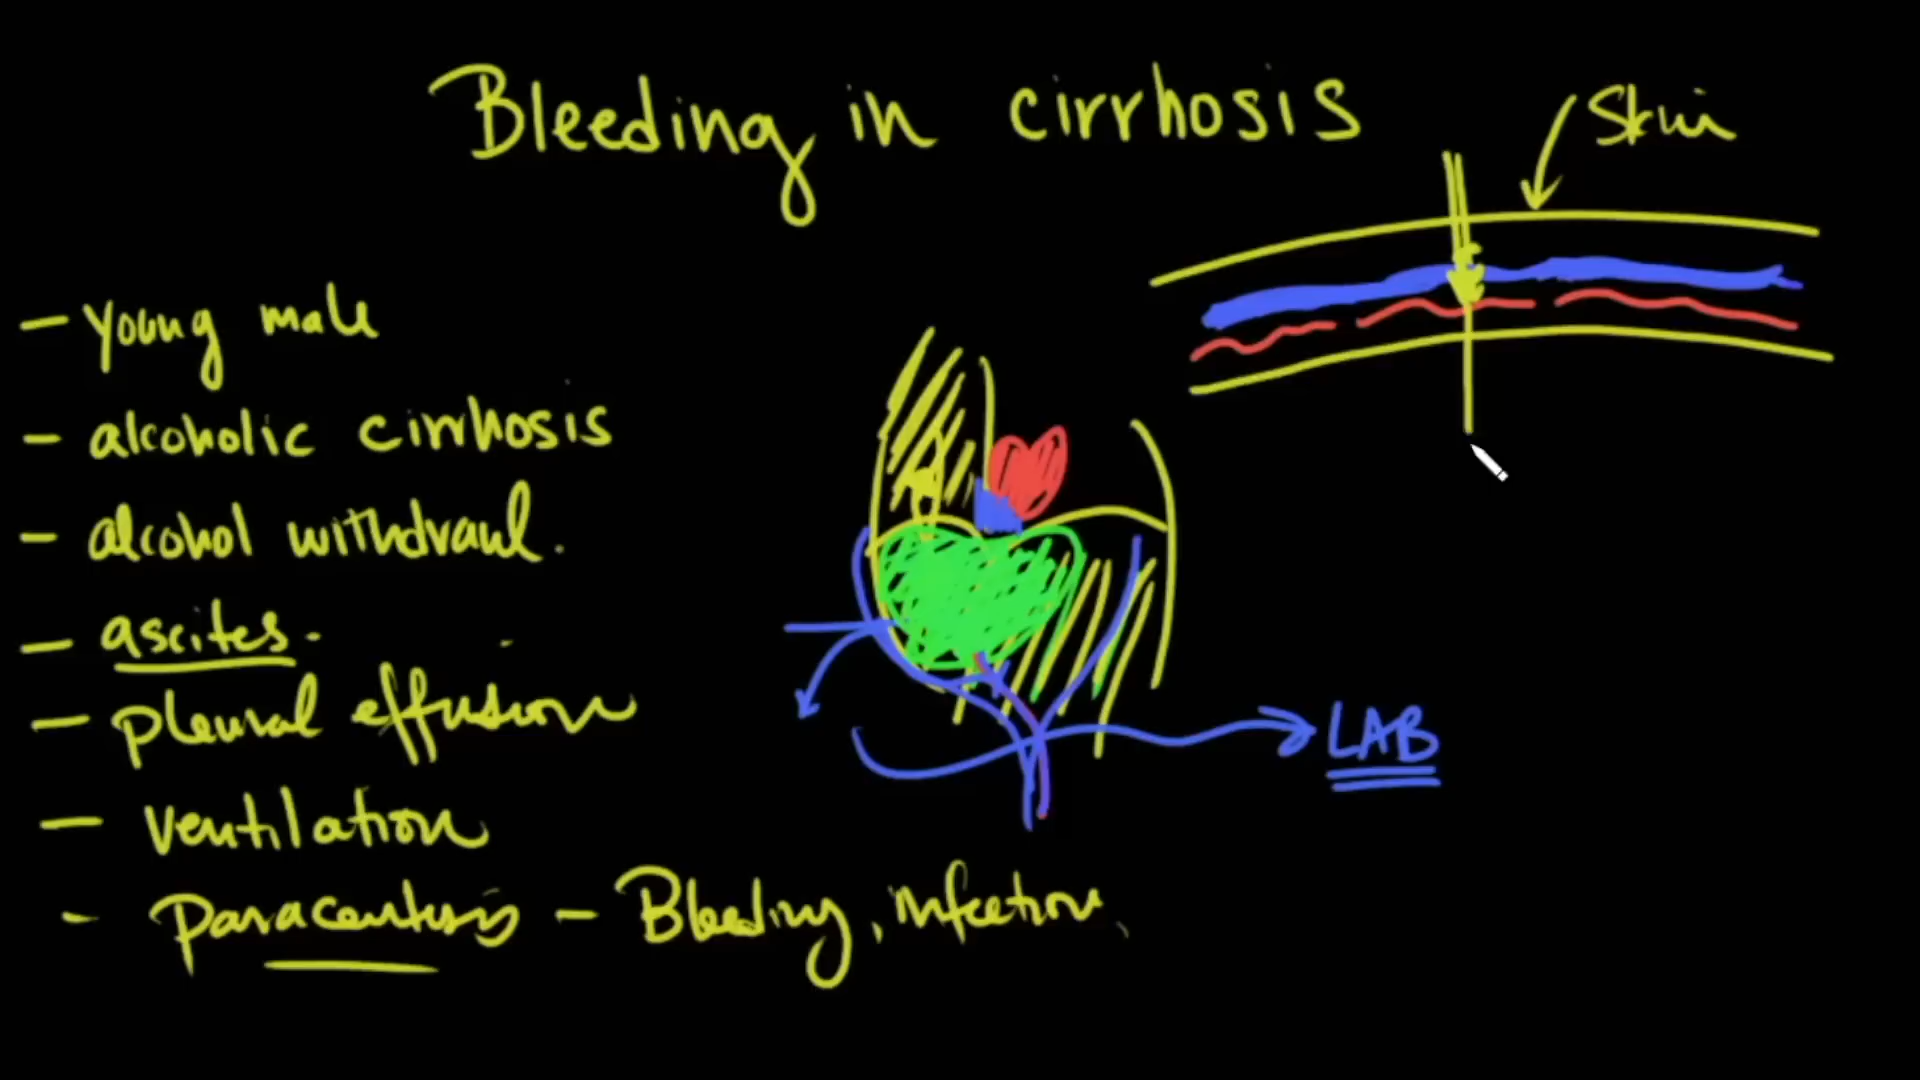 Bleeding in cirrhosis
Skin
- young male
- alcoholic cirrhosis
- alcohol withdrawl.
- ascites.
- pleural effusion
- ventilation
- paracentesis - Bleeding, infection,
LAB